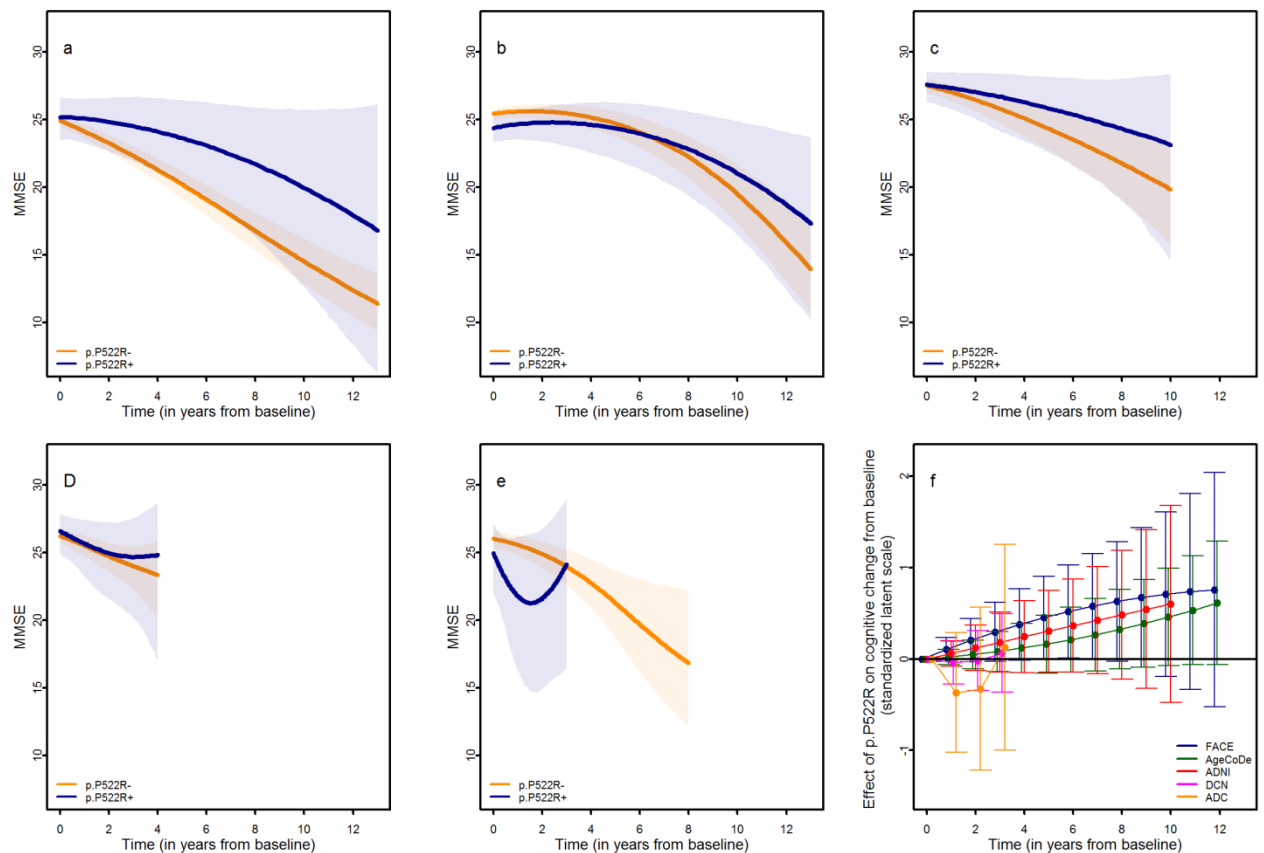 a
30
25
20
15
10
MMSE
p.P522R-
p.P522R+
0 2 4 6 8 10 12
Time (in years from baseline)
b
30
25
20
15
10
MMSE
p.P522R-
p.P522R+
0 2 4 6 8 10 12
Time (in years from baseline)
c
30
25
20
15
10
MMSE
p.P522R-
p.P522R+
0 2 4 6 8 10 12
Time (in years from baseline)
D
30
25
20
15
10
MMSE
p.P522R-
p.P522R+
0 2 4 6 8 10 12
Time (in years from baseline)
e
30
25
20
15
10
MMSE
p.P522R-
p.P522R+
0 2 4 6 8 10 12
Time (in years from baseline)
f
2
1
0
-1
Effect of p.P522R on cognitive change from baseline
(standardized latent scale)
FACE
AgeCoDe
ADNI
DCN
ADC
0 2 4 6 8 10 12
Time (in years from baseline)